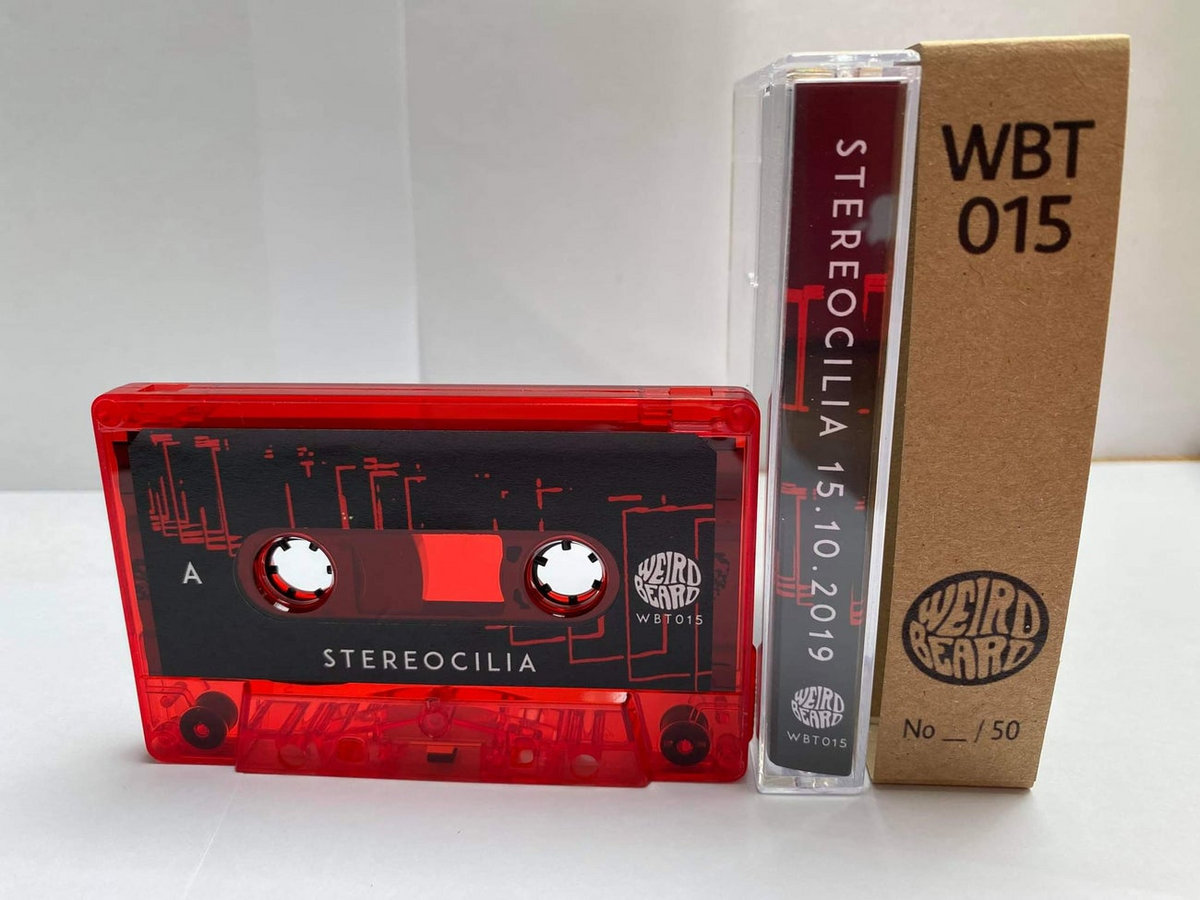 A
WEIRD
BEARD
WBT015
STEREOCILIA
STEREOCILIA 15.10.2019
WEIRD
BEARD
WBT015
WBT
015
WEIRD
BEARD
No __ / 50